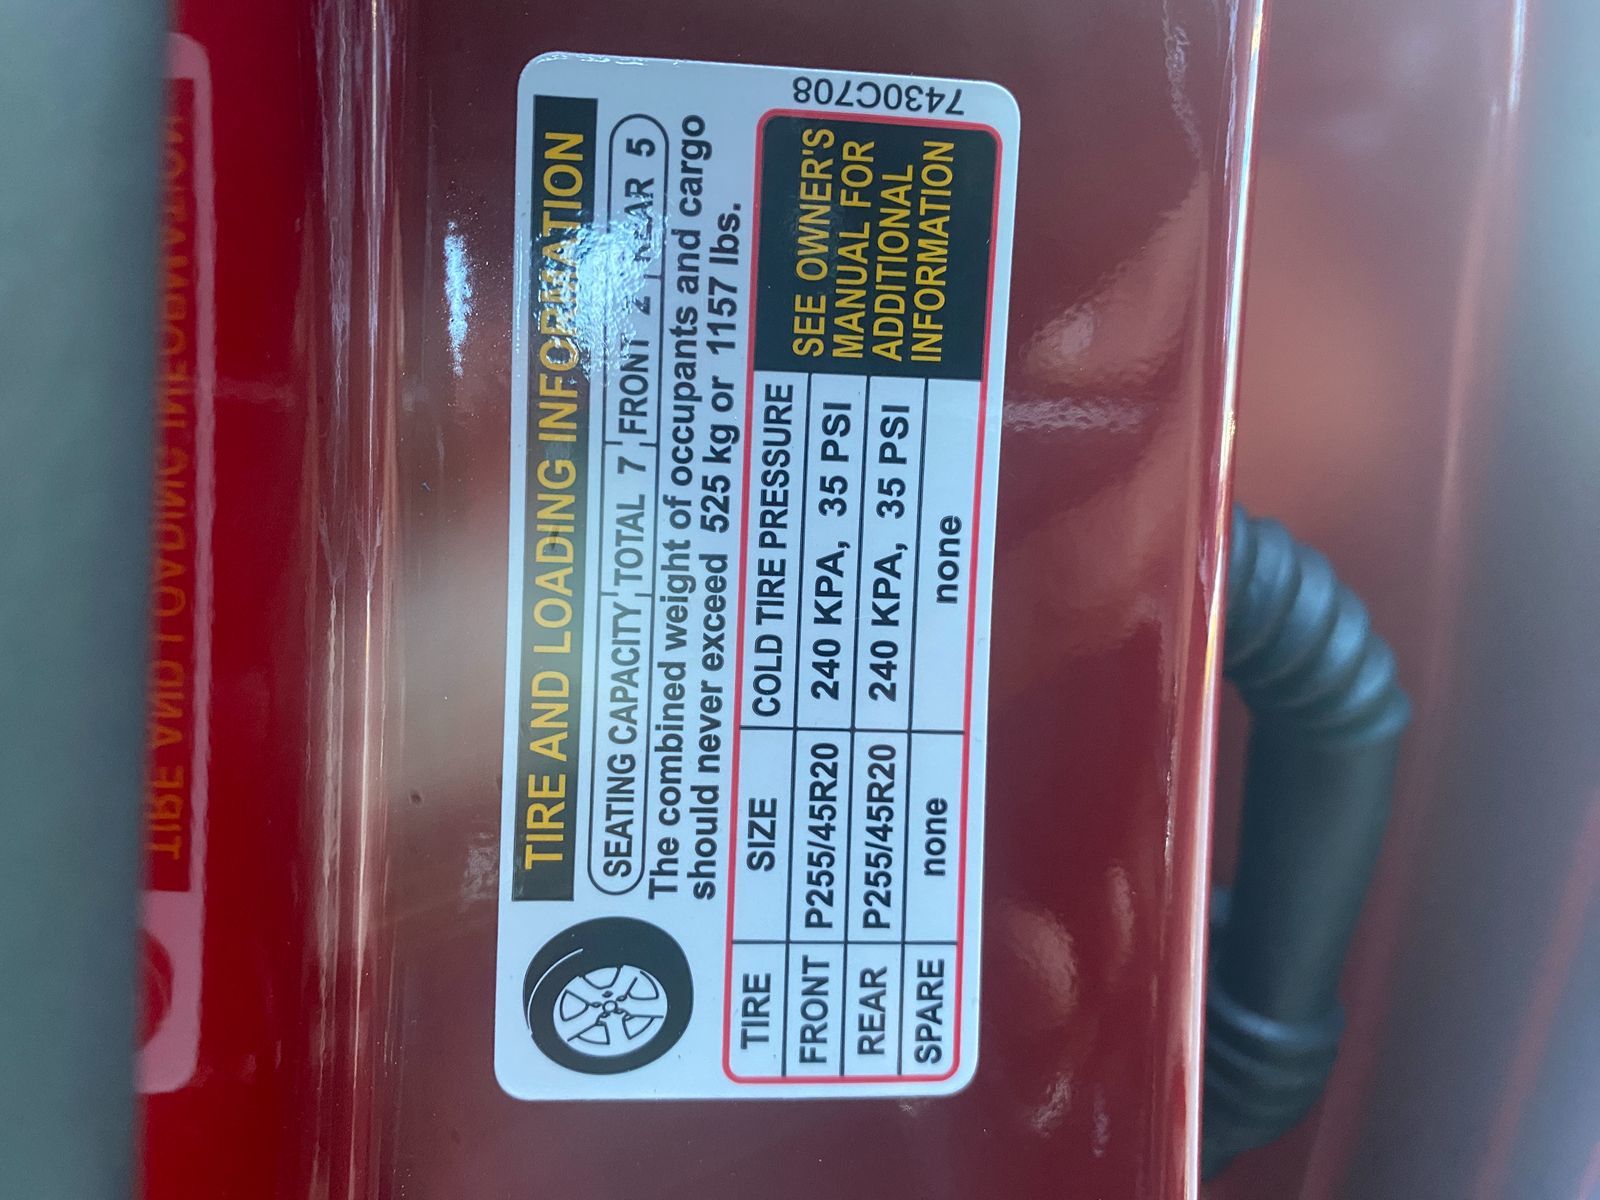 TIRE AND LOADING INFORMATION
SEATING CAPACITY TOTAL 7 FRONT 2 REAR 5
The combined weight of occupants and cargo
should never exceed 525 kg or 1157 lbs.
TIRE SIZE COLD TIRE PRESSURE
FRONT P255/45R20 240 KPA, 35 PSI
REAR P255/45R20 240 KPA, 35 PSI
SPARE none none
SEE OWNER'S
MANUAL FOR
ADDITIONAL
INFORMATION
7430C708